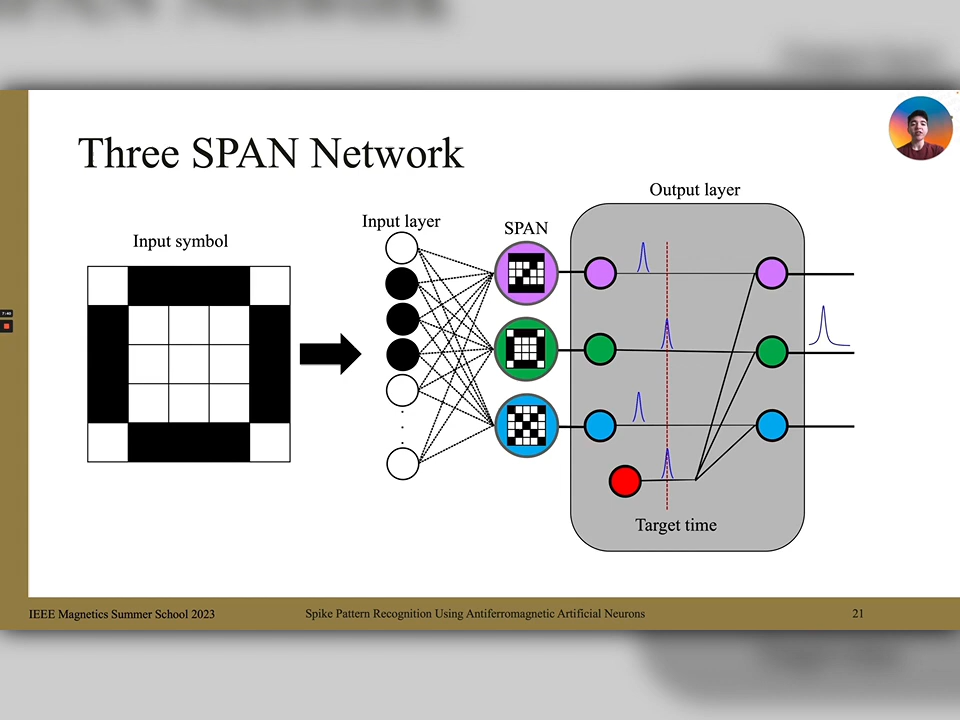 Three SPAN Network
Output layer
Input layer
SPAN
Input symbol
Target time
IEEE Magnetics Summer School 2023
Spike Pattern Recognition Using Antiferromagnetic Artificial Neurons
21